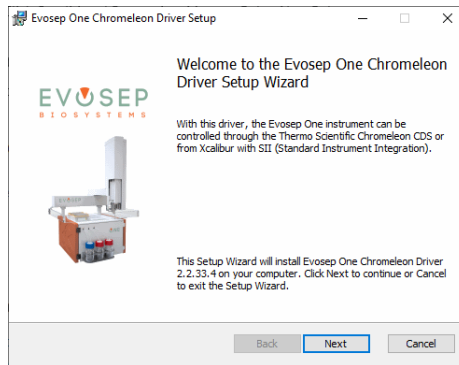 Evosep One Chromeleon Driver Setup
Welcome to the Evosep One Chromeleon
Driver Setup Wizard
EVOSEP
BIOSYSTEMS
With this driver, the Evosep One instrument can be
controlled through the Thermo Scientific Chromeleon CDS or
from Xcalibur with SII (Standard Instrument Integration).
EVOSEP
This Setup Wizard will install Evosep One Chromeleon Driver
2.2.33.4 on your computer. Click Next to continue or Cancel
to exit the Setup Wizard.
Back
Next
Cancel